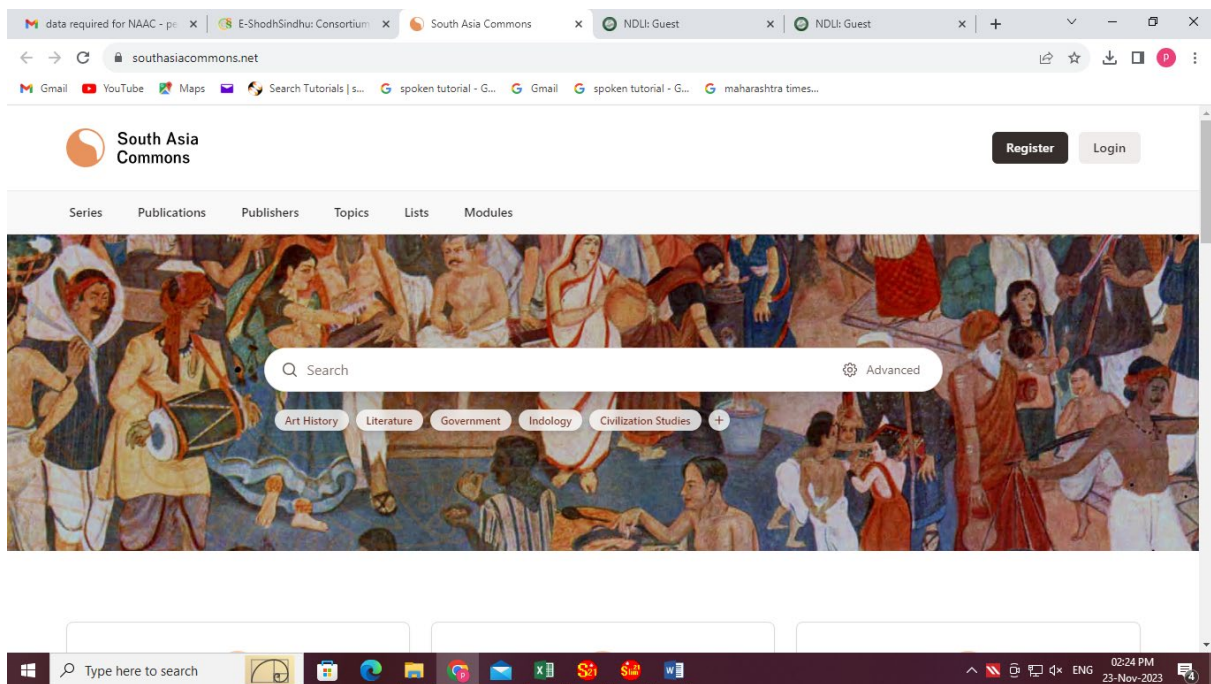 data required for NAAC - pe
E-ShodhSindhu: Consortium
South Asia Commons
NDLI: Guest
NDLI: Guest
southasiacommons.net
P
Gmail
YouTube
Maps
Search Tutorials | s...
spoken tutorial - G...
Gmail
spoken tutorial - G...
maharashtra times...
South Asia
Commons
Register
Login
Series
Publications
Publishers
Topics
Lists
Modules
Search
Advanced
Art History
Literature
Government
Indology
Civilization Studies
Type here to search
ENG
02:24 PM
23-Nov-2023
4